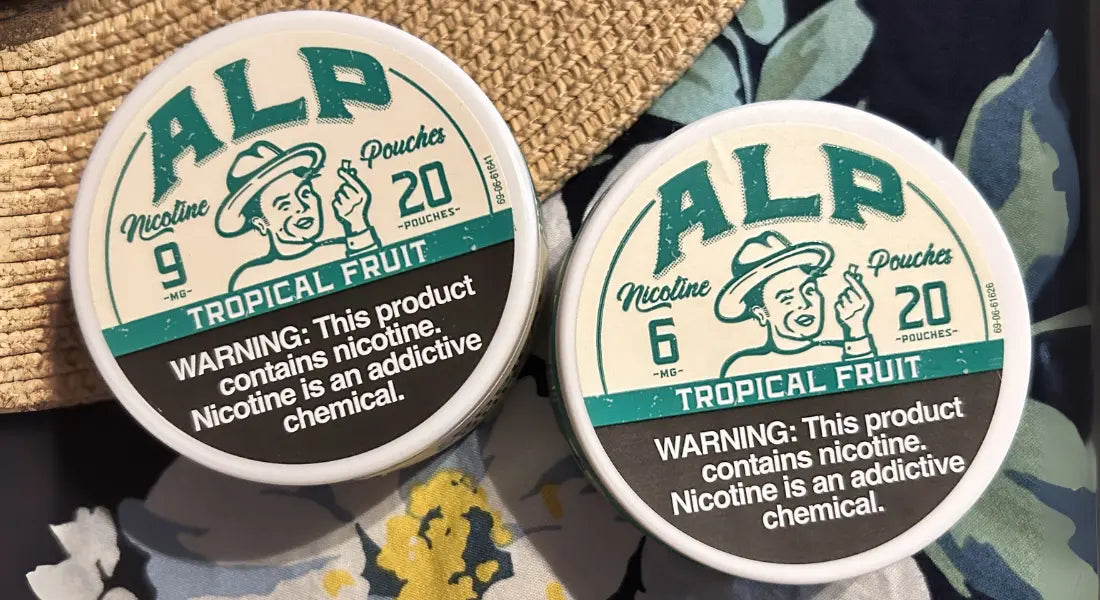 ALP
Nicotine
9
-MG-
Pouches
20
-POUCHES-
69-06-61641
TROPICAL FRUIT
WARNING: This product
contains nicotine.
Nicotine is an addictive
chemical.
ALP
Nicotine
6
-MG-
Pouches
20
-POUCHES-
69-06-61626
TROPICAL FRUIT
WARNING: This product
contains nicotine.
Nicotine is an addictive
chemical.